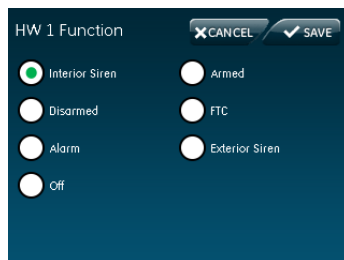 HW 1 Function
CANCEL
SAVE
Interior Siren
Armed
Disarmed
FTC
Alarm
Exterior Siren
Off